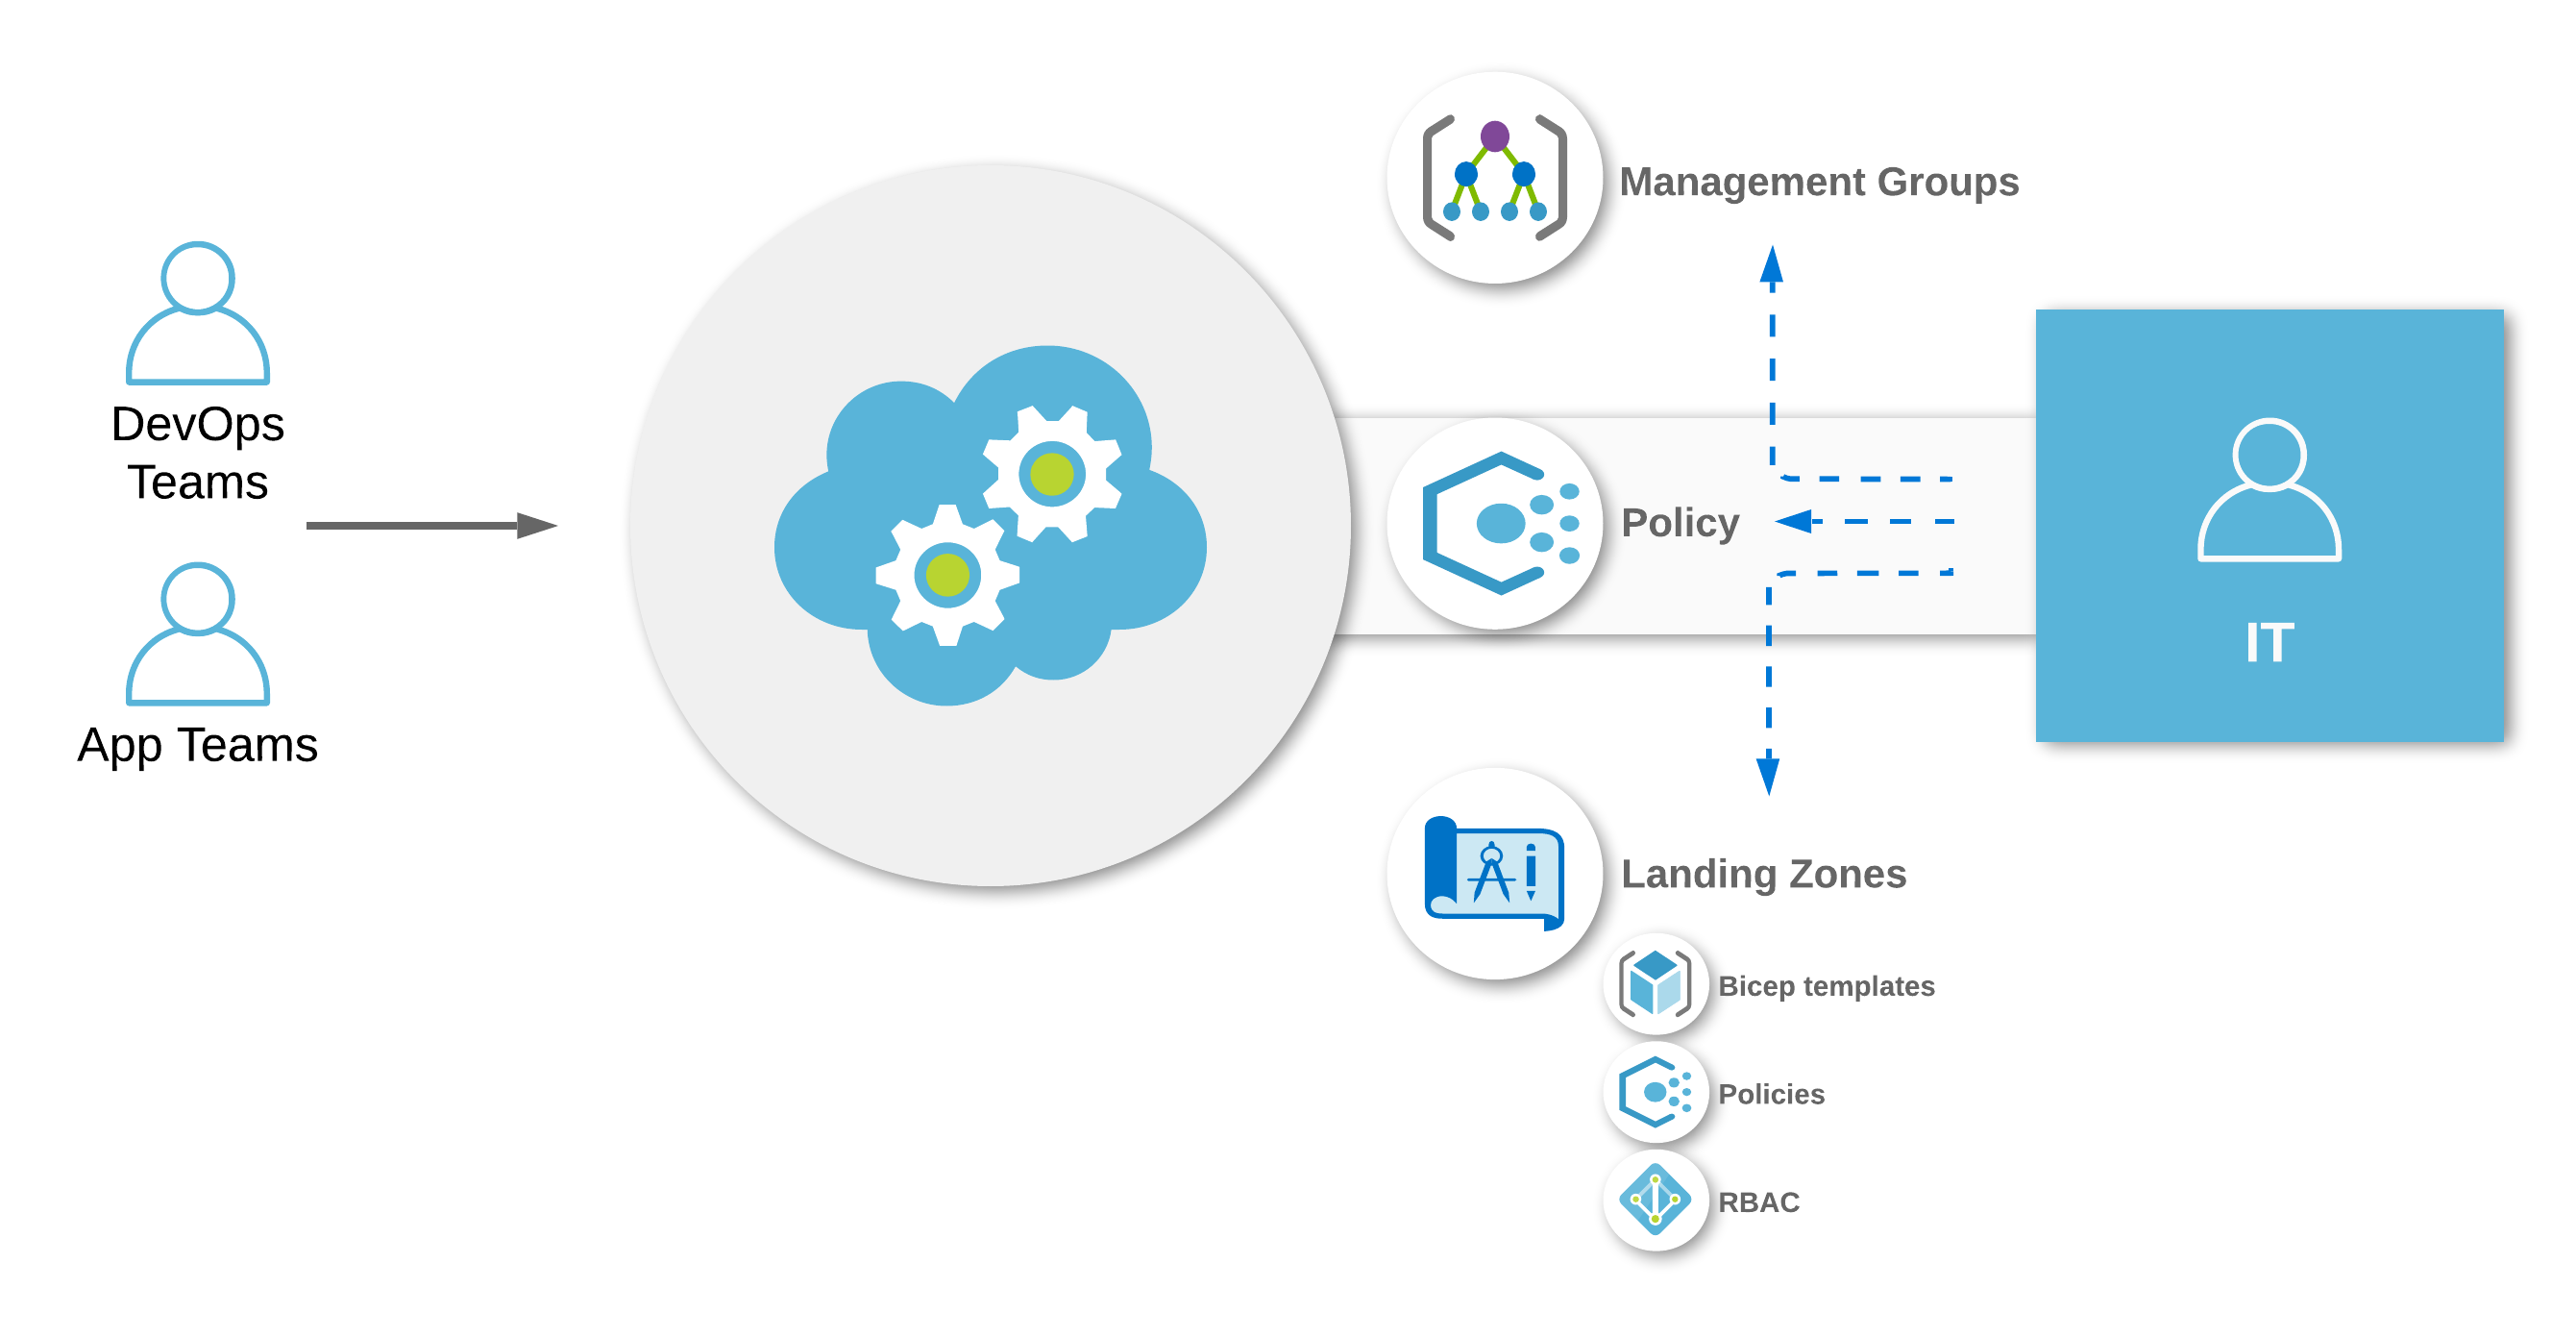 DevOps
Teams
App Teams
Management Groups
Policy
IT
Landing Zones
Bicep templates
Policies
RBAC